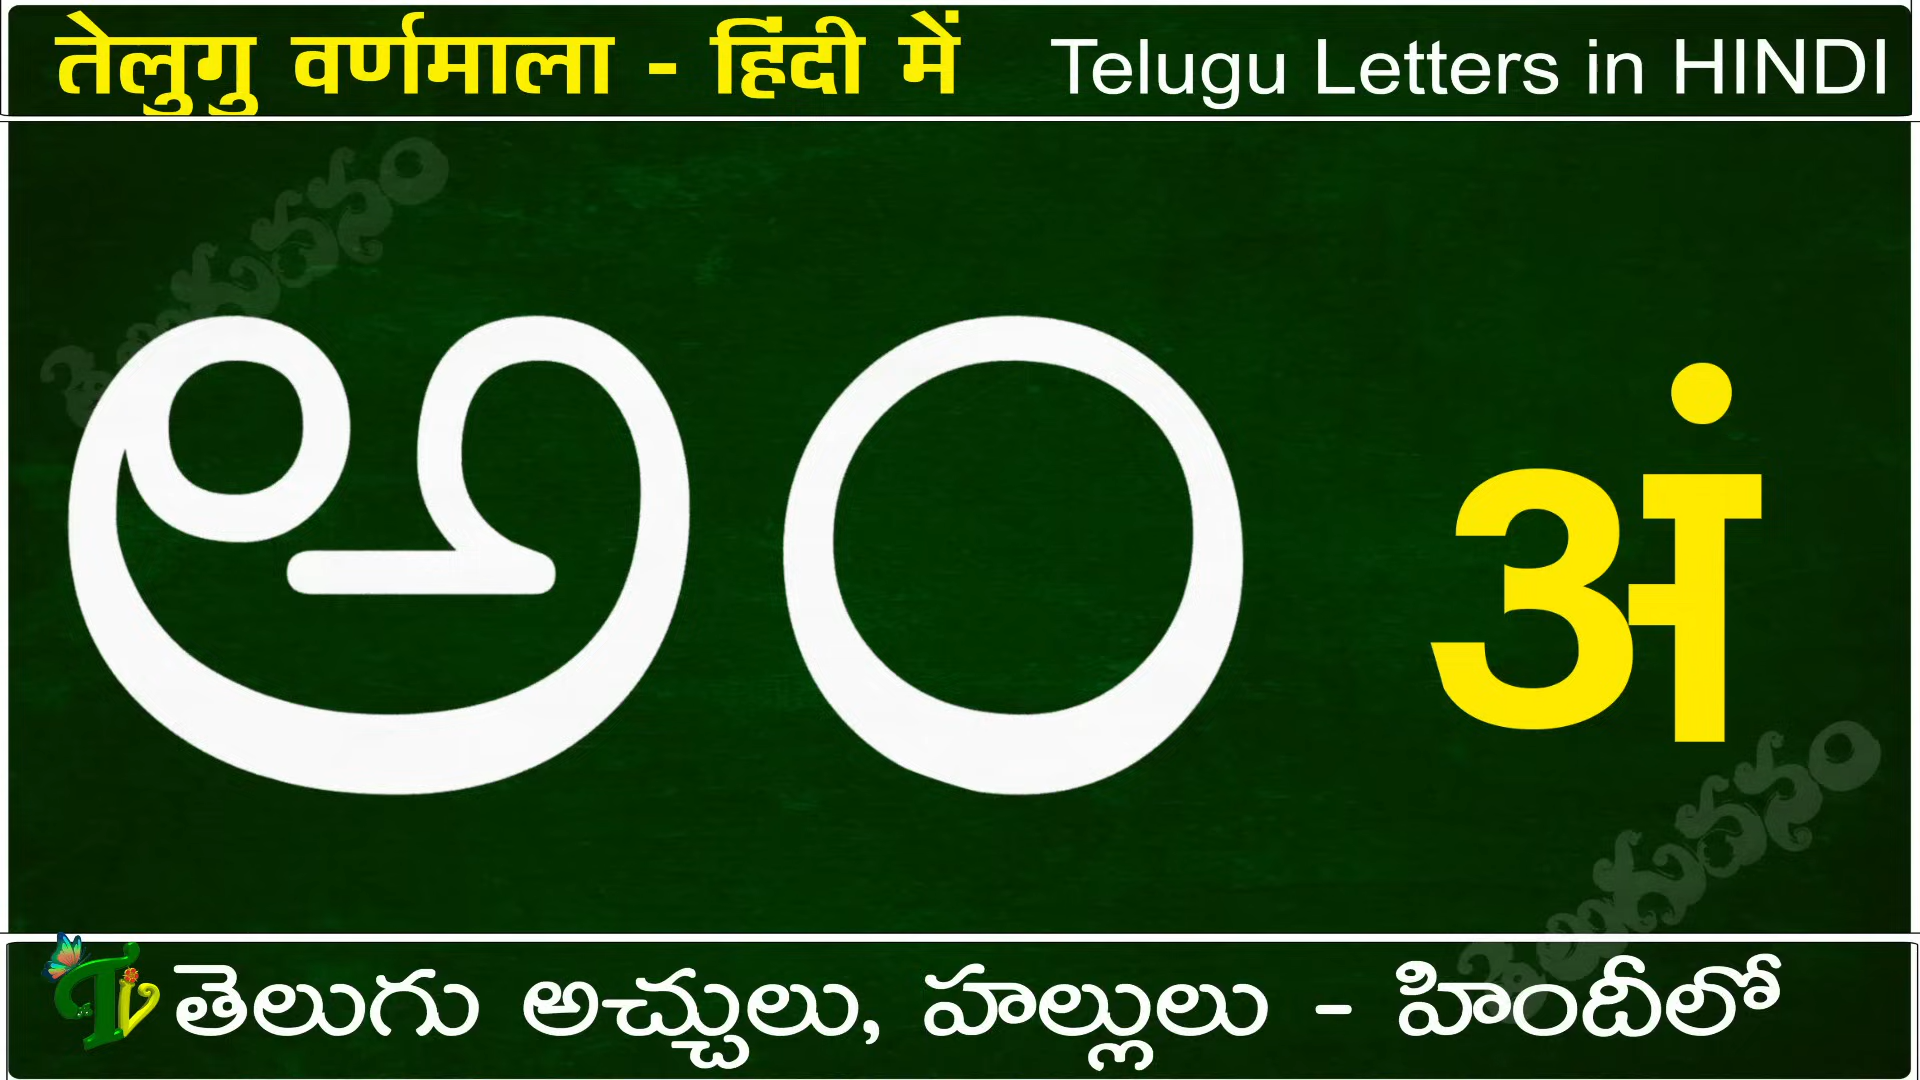 तेलुगु वर्णमाला - हिंदी में Telugu Letters in HINDI
అం अं
తెలుగు అచ్చులు, హల్లులు - హిందీలో